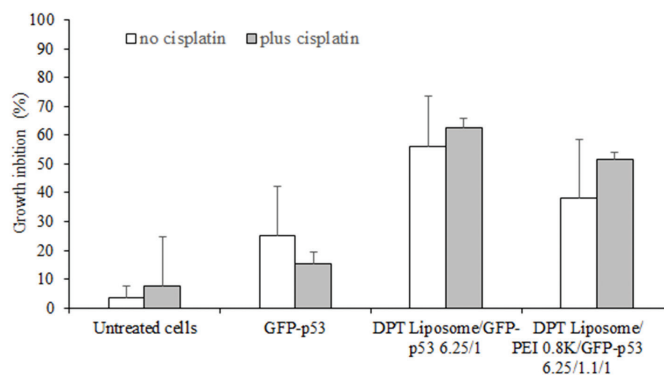 100
90
80
70
60
50
40
30
20
10
0
Growth inbition (%)
no cisplatin plus cisplatin
Untreated cells
GFP-p53
DPT Liposome/GFP-
p53 6.25/1
DPT Liposome/
PEI 0.8K/GFP-p53
6.25/1.1/1